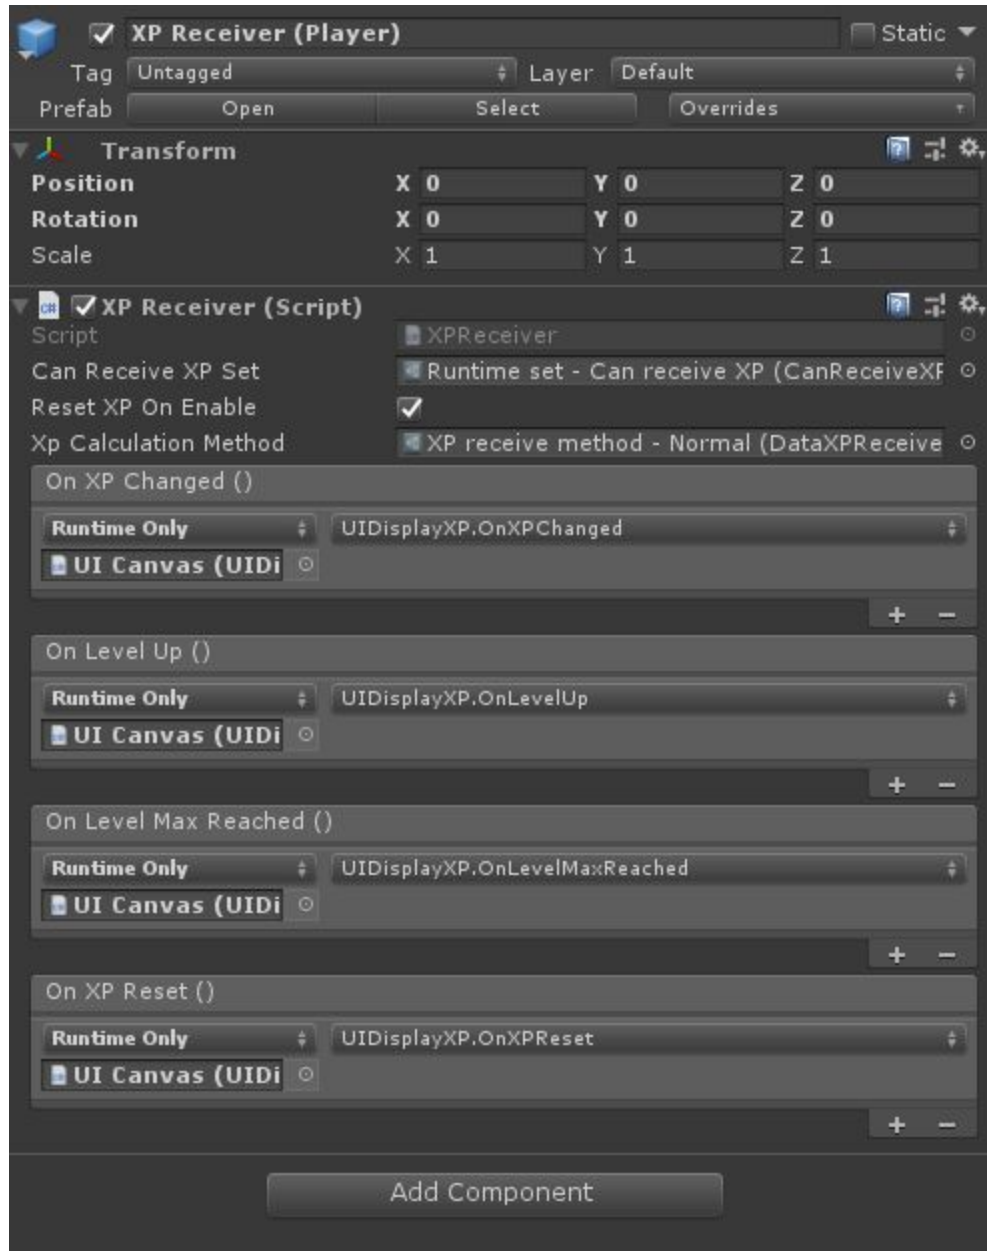 XP Receiver (Player) Static
Tag Untagged Layer Default
Prefab Open Select Overrides
Transform
Position X 0 Y 0 Z 0
Rotation X 0 Y 0 Z 0
Scale X 1 Y 1 Z 1
C# XP Receiver (Script)
Script XPReceiver
Can Receive XP Set Runtime set - Can receive XP (CanReceiveXP
Reset XP On Enable
Xp Calculation Method XP receive method - Normal (DataXPReceive
On XP Changed ()
Runtime Only UIDisplayXP.OnXPChanged
UI Canvas (UIDi
+ −
On Level Up ()
Runtime Only UIDisplayXP.OnLevelUp
UI Canvas (UIDi
+ −
On Level Max Reached ()
Runtime Only UIDisplayXP.OnLevelMaxReached
UI Canvas (UIDi
+ −
On XP Reset ()
Runtime Only UIDisplayXP.OnXPReset
UI Canvas (UIDi
+ −
Add Component